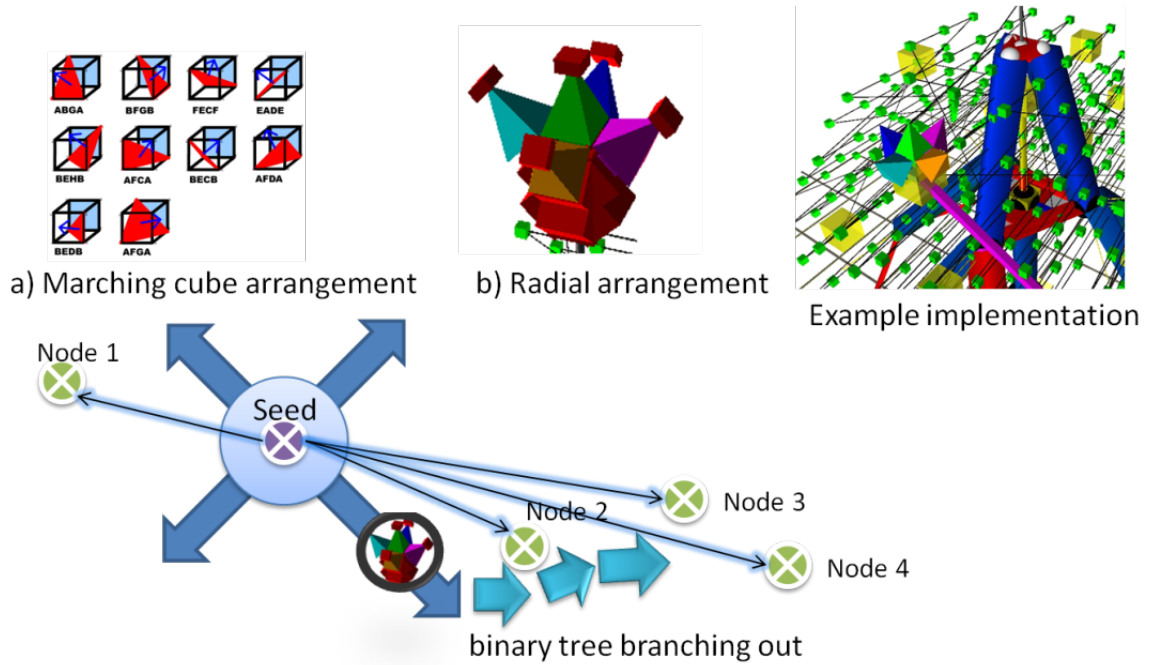 ABGA BFGB FECF EADE
BEHB AFCA BECB AFDA
BEDB AFGA
a) Marching cube arrangement
b) Radial arrangement
Example implementation
Node 1
Seed
Node 2
Node 3
Node 4
binary tree branching out